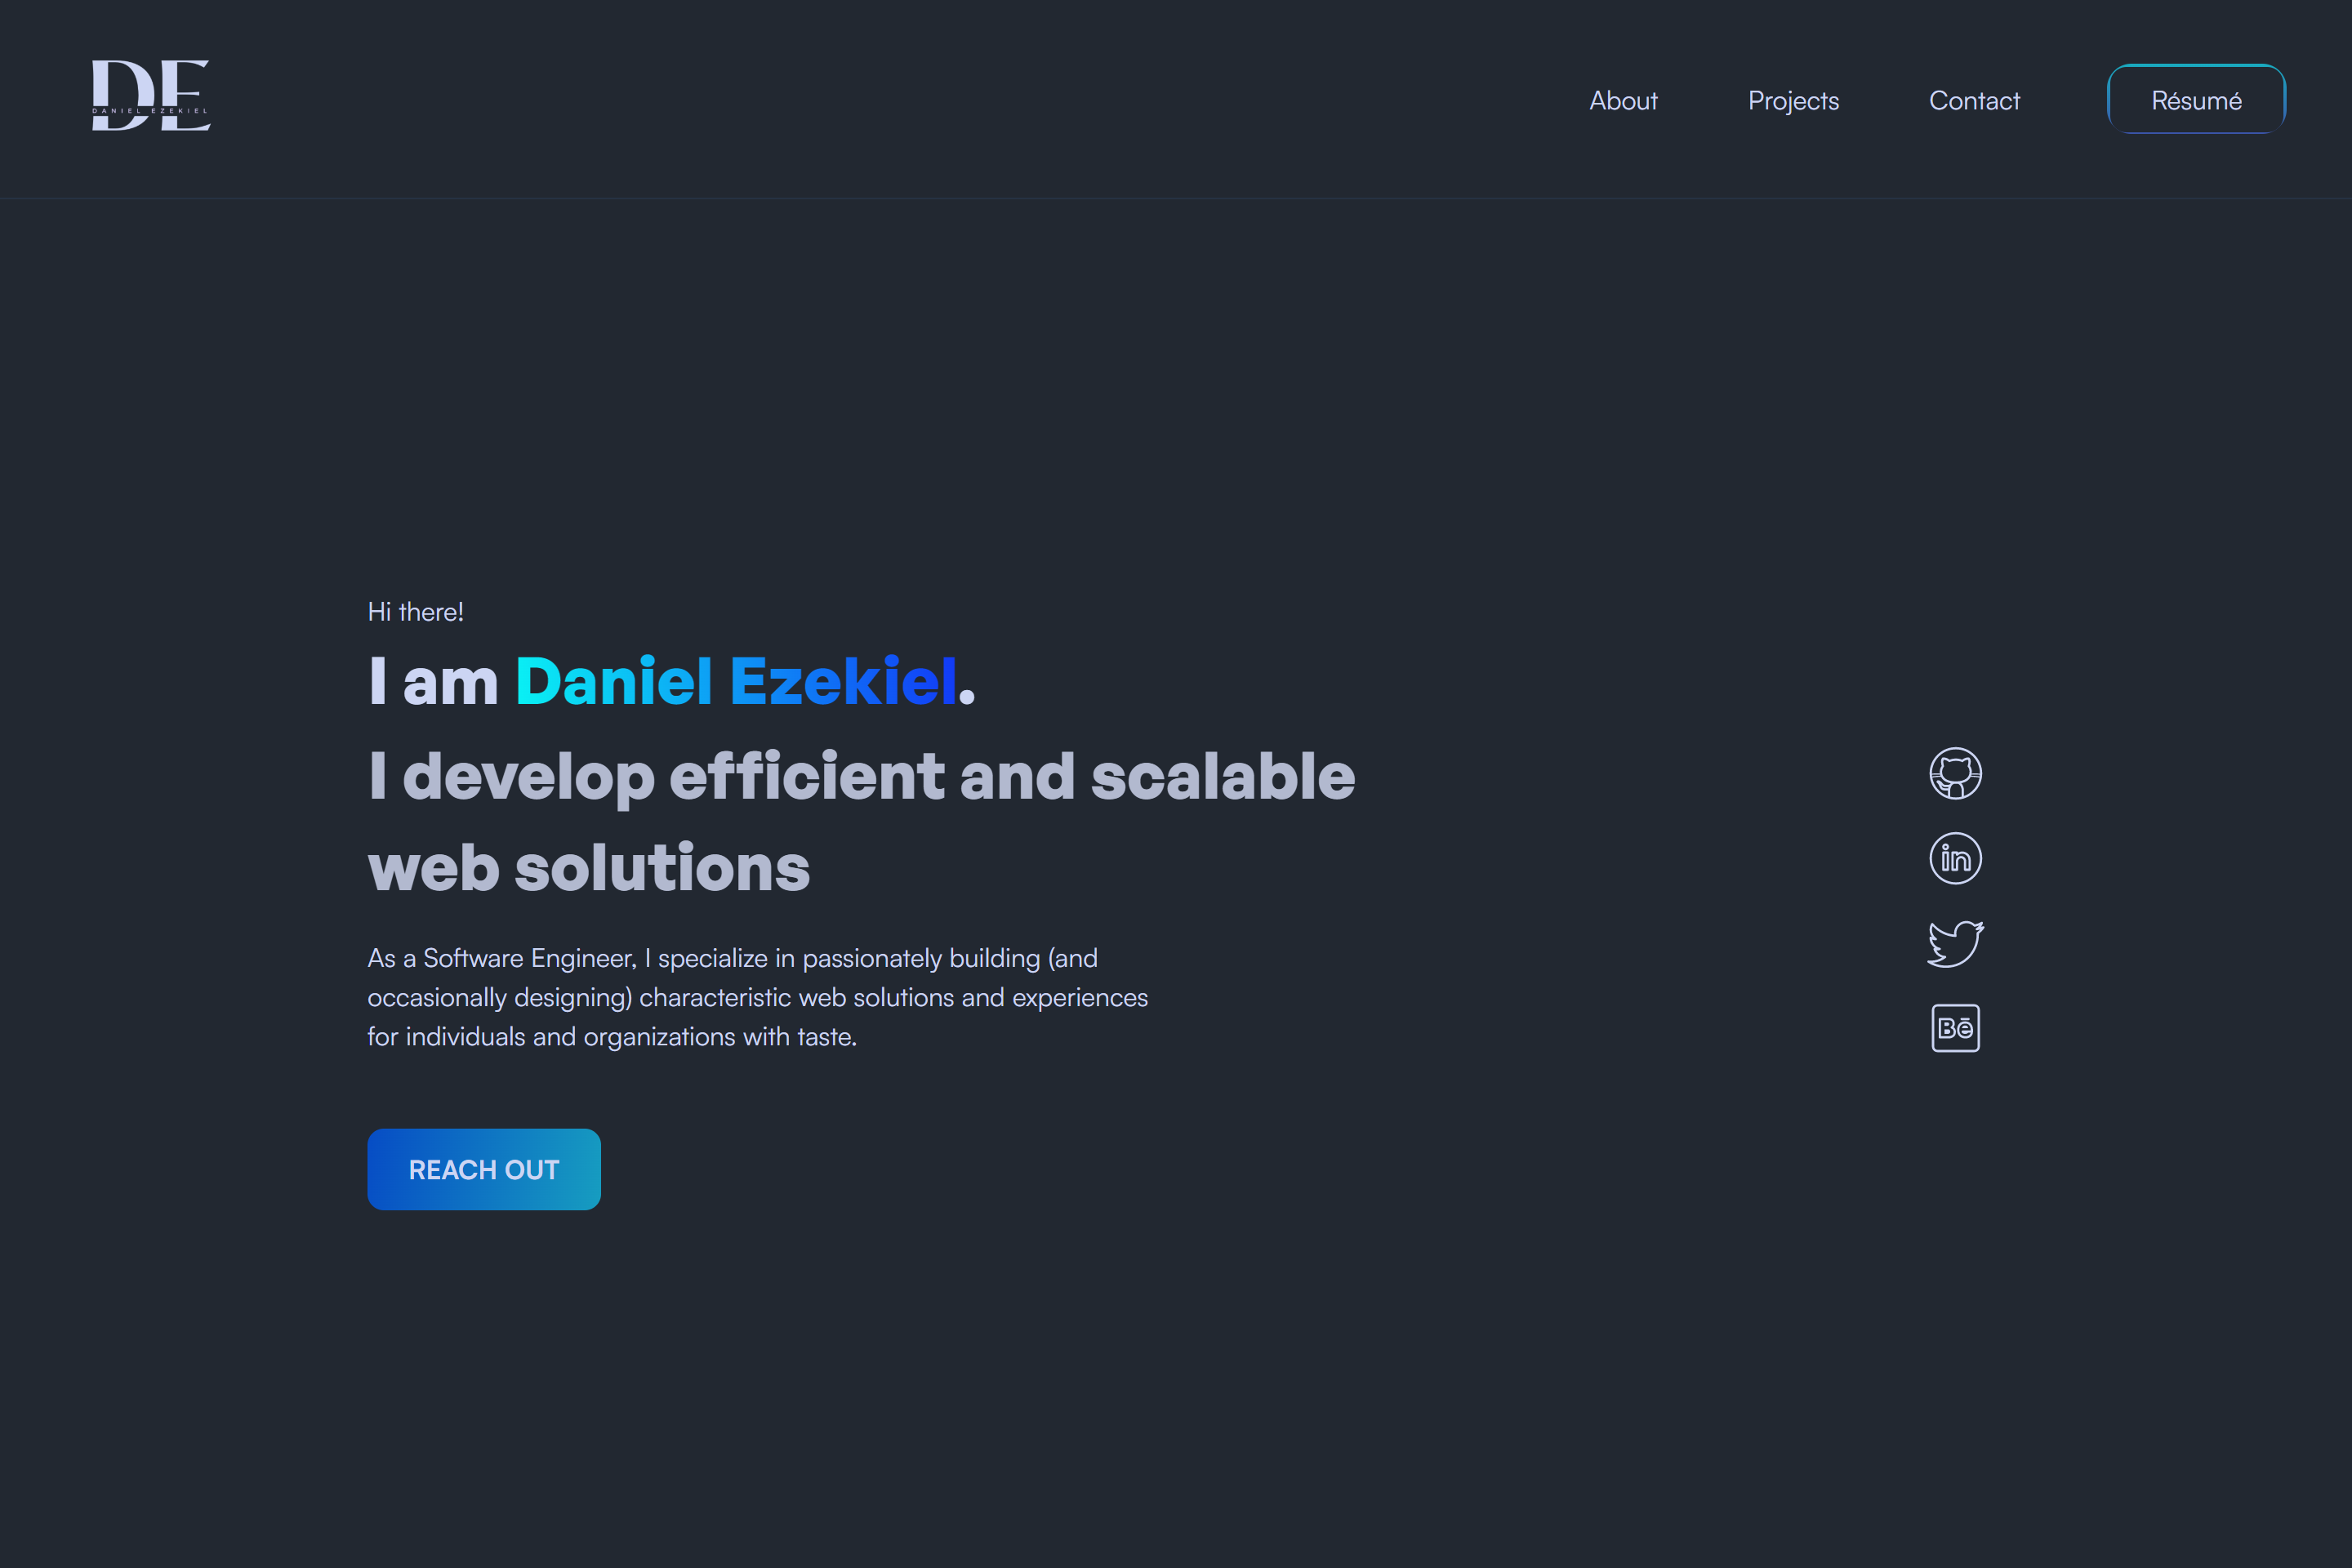 DE
DANIEL EZEKIEL
About
Projects
Contact
Résumé
Hi there!
I am Daniel Ezekiel.
I develop efficient and scalable
web solutions
As a Software Engineer, I specialize in passionately building (and
occasionally designing) characteristic web solutions and experiences
for individuals and organizations with taste.
in
Bē
REACH OUT